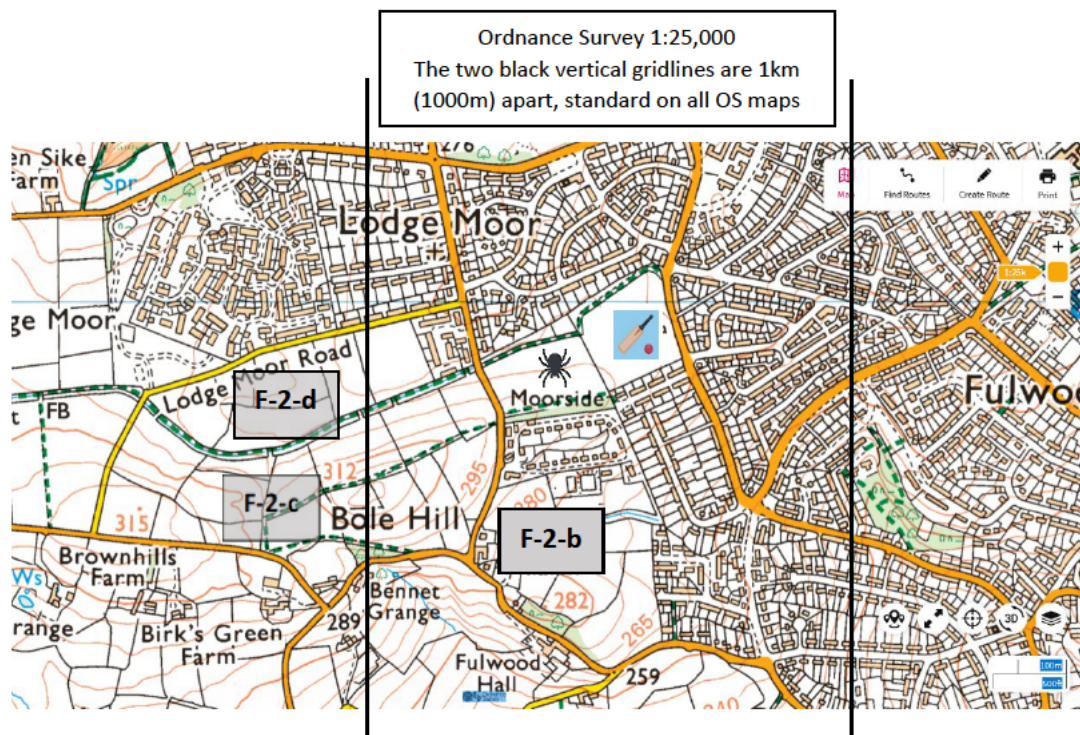 Ordnance Survey 1:25,000
The two black vertical gridlines are 1km
(1000m) apart, standard on all OS maps
en Sike
Farm
Spr
276
Map
Find Routes
Create Route
Print
Lodge Moor
1:25k
+
−
ge Moor
Lodge Moor Road
Moorside
Fulwoo
FB
t
F-2-d
312
295
280
F-2-c
315
Bole Hill
F-2-b
Brownhills
Farm
Ws
range
Birk's Green
Farm
289
Bennet
Grange
282
265
3D
Fulwood
Hall
259
240
100m
500ft